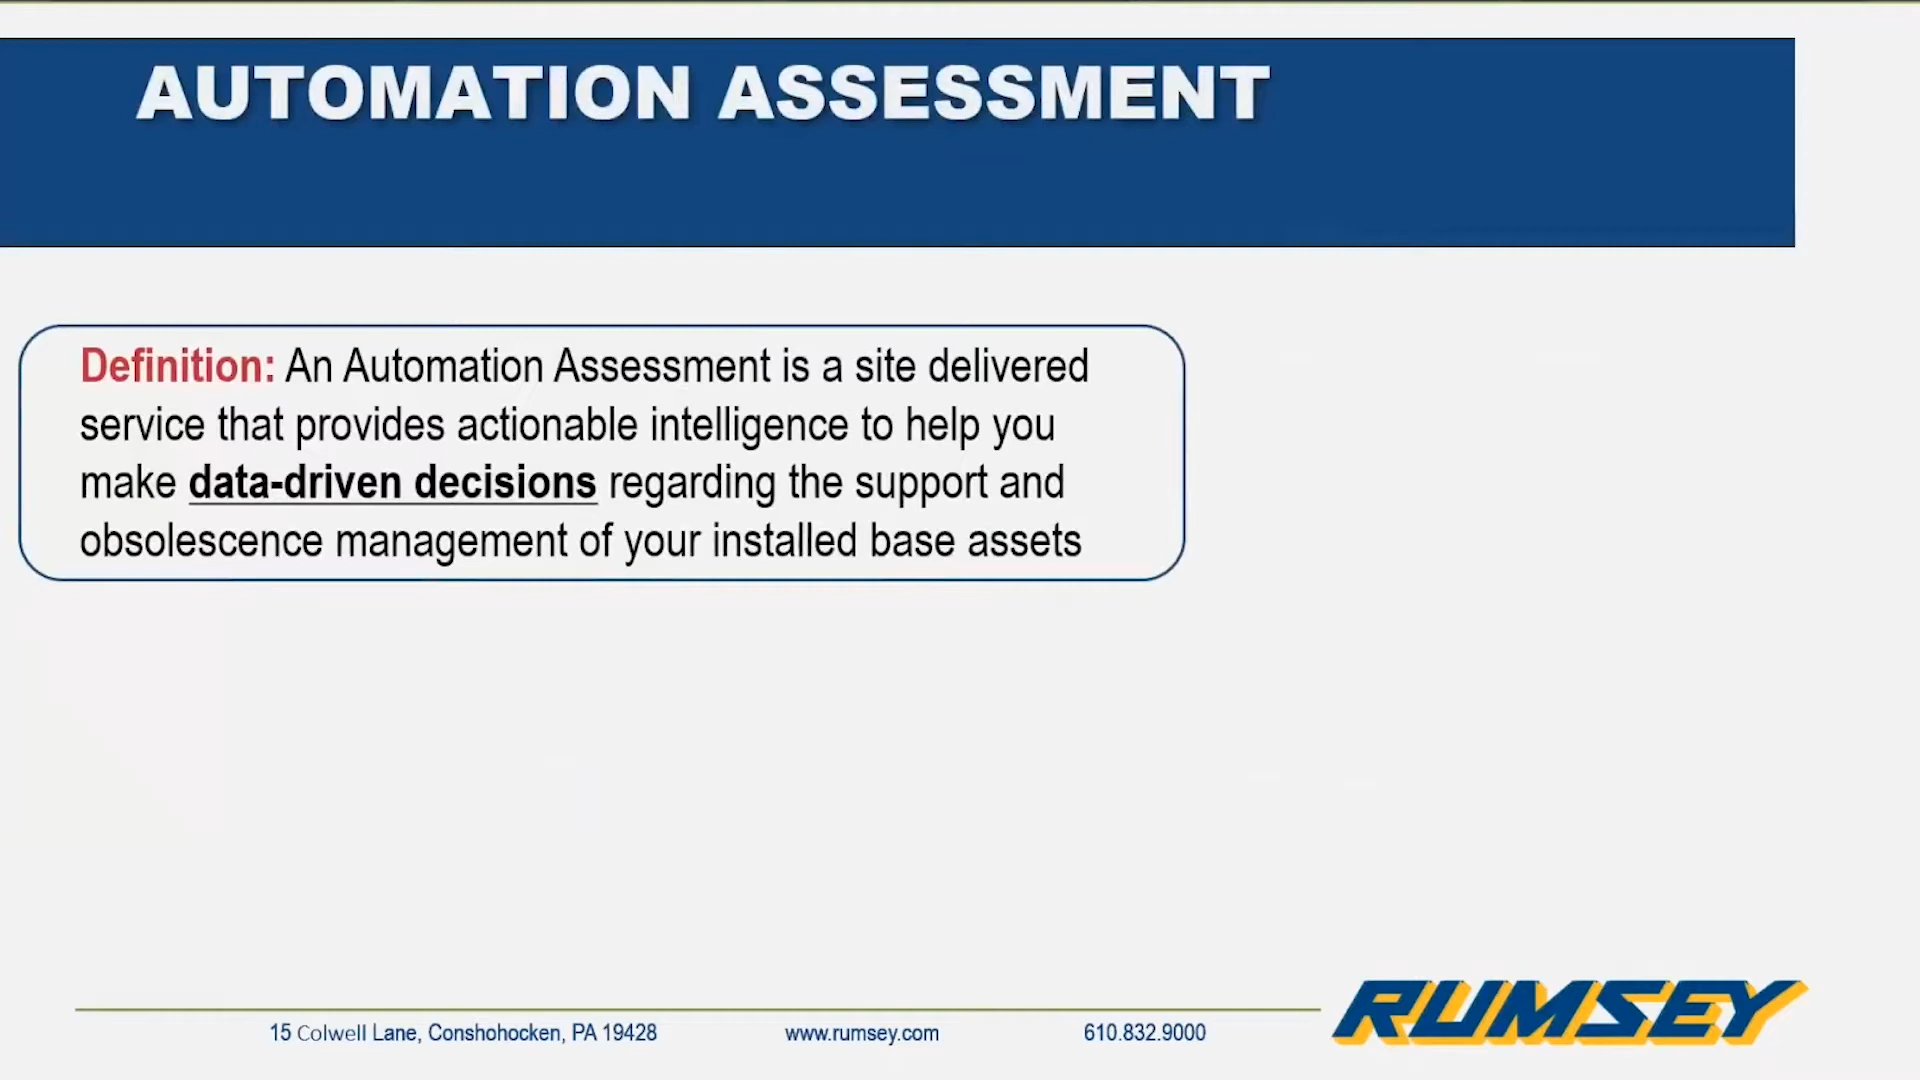 AUTOMATION ASSESSMENT
Definition: An Automation Assessment is a site delivered
service that provides actionable intelligence to help you
make data-driven decisions regarding the support and
obsolescence management of your installed base assets
15 Colwell Lane, Conshohocken, PA 19428 www.rumsey.com 610.832.9000
RUMSEY